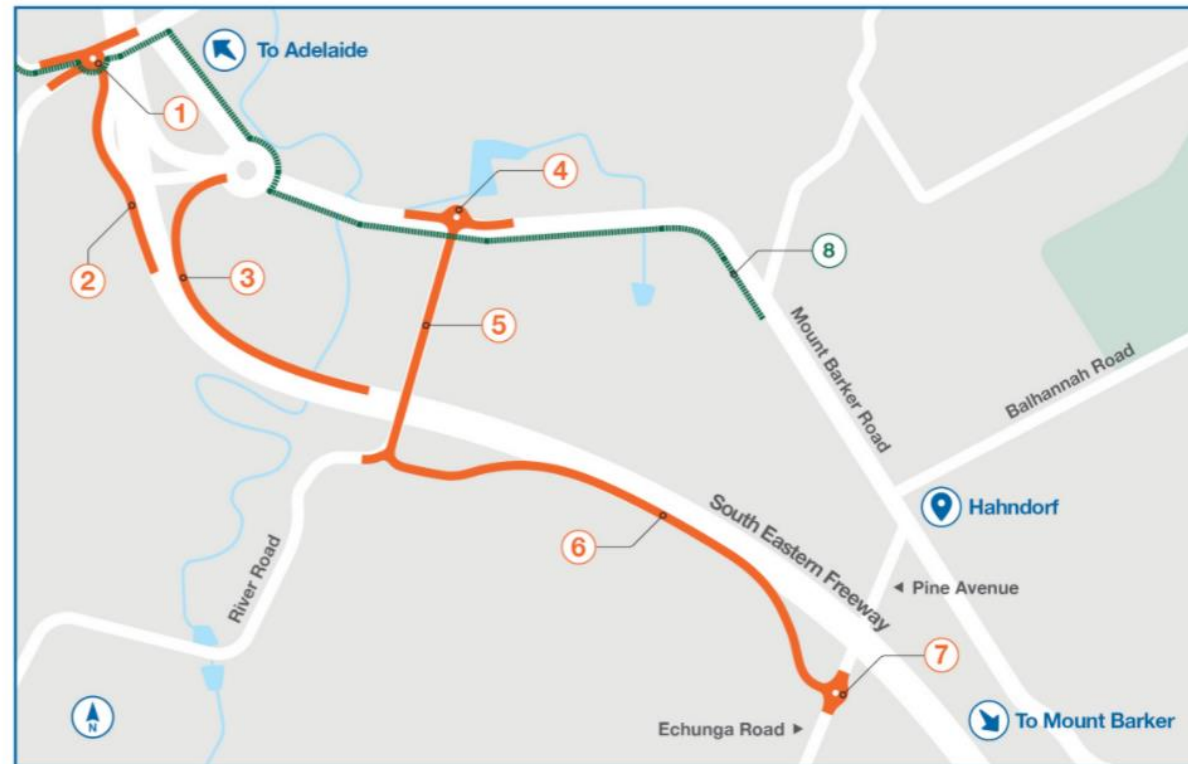 To Adelaide
1
4
2
3
8
5
Mount Barker Road
Balhannah Road
Hahndorf
6
South Eastern Freeway
River Road
Pine Avenue
7
N
Echunga Road
To Mount Barker